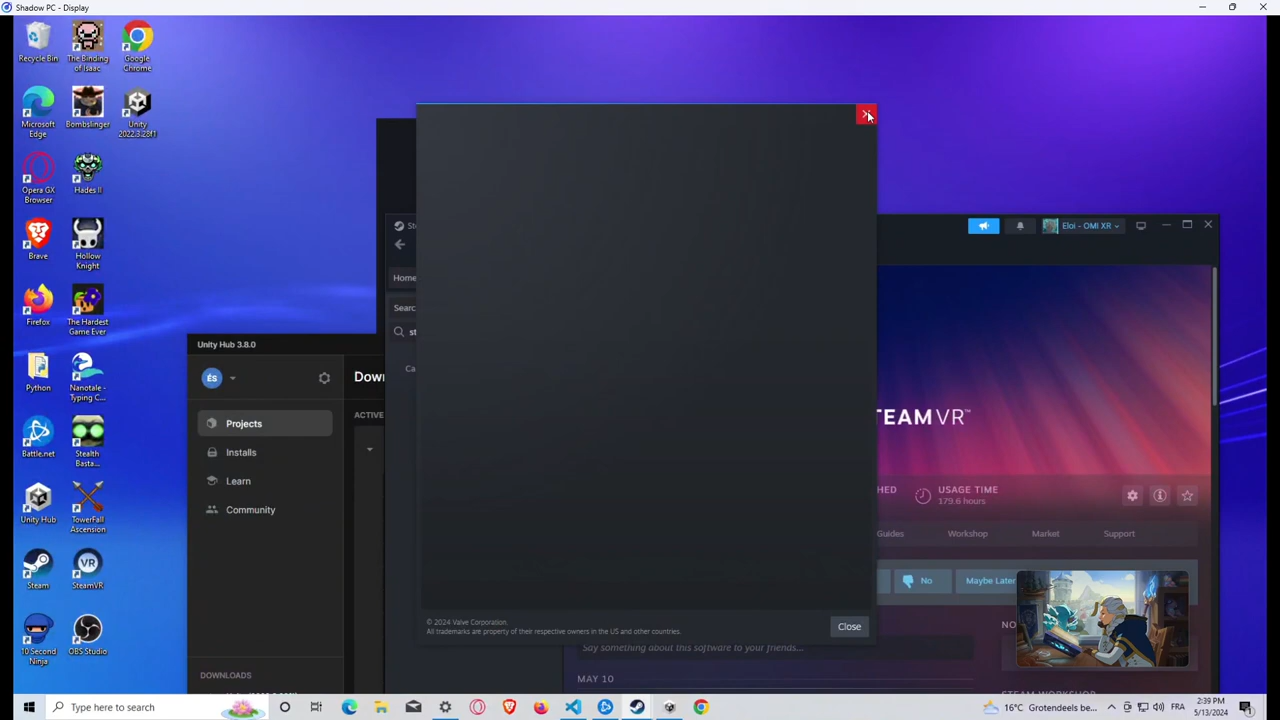 Shadow PC - Display
Recycle Bin
The Binding of Isaac
Google Chrome
Microsoft Edge
Bombslinger
Unity 2022.3.28f1
Opera GX Browser
Hades II
Brave
Hollow Knight
Firefox
The Hardest Game Ever
Python
Nanotale - Typing C...
Battle.net
Stealth Basta...
Unity Hub
TowerFall Ascension
Steam
SteamVR
10 Second Ninja
OBS Studio
Unity Hub 3.8.0
ÉS
Projects
Installs
Learn
Community
DOWNLOADS
ACTIVE
Home
Eloi - OMI XR
STEAMVR™
USAGE TIME
179.6 hours
Guides
Workshop
Market
Support
No
Maybe Later
Say something about this software to your friends...
MAY 10
© 2024 Valve Corporation.
All trademarks are property of their respective owners in the US and other countries.
Close
Type here to search
16°C Grotendeels be...
FRA
2:39 PM
5/13/2024